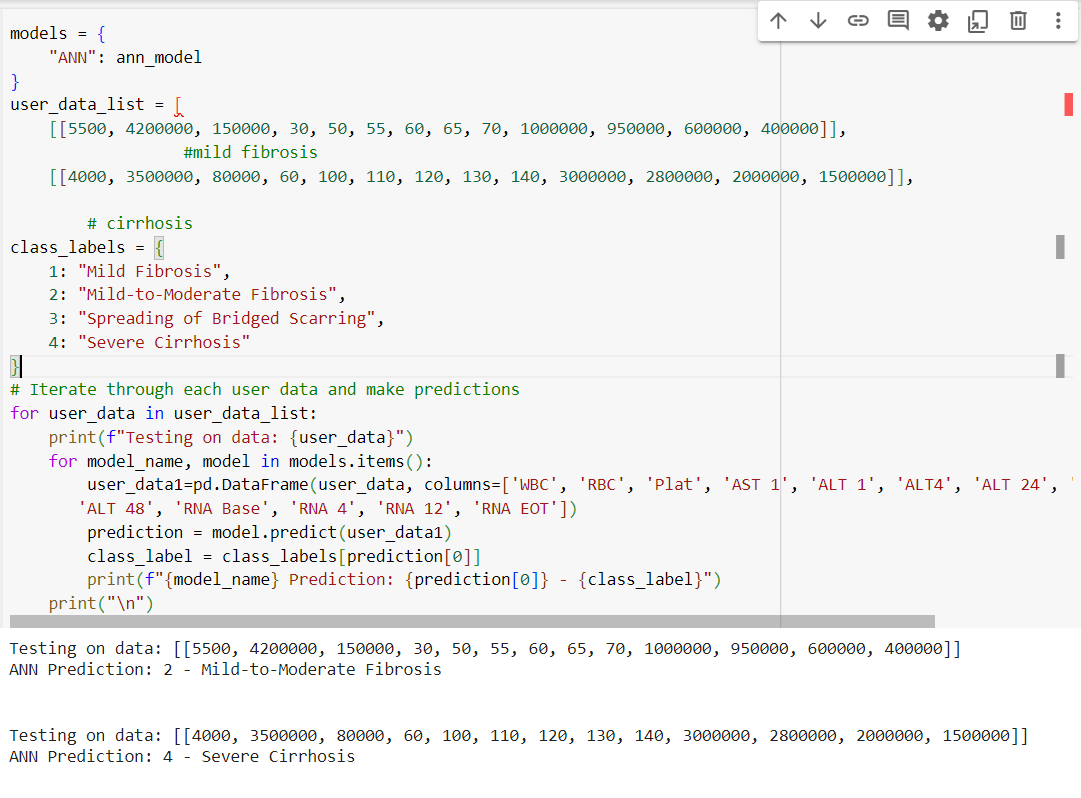 models = {
    "ANN": ann_model
}
user_data_list = [
    [[5500, 4200000, 150000, 30, 50, 55, 60, 65, 70, 1000000, 950000, 600000, 400000]],
                  #mild fibrosis
    [[4000, 3500000, 80000, 60, 100, 110, 120, 130, 140, 3000000, 2800000, 2000000, 1500000]],
        # cirrhosis
class_labels = {
    1: "Mild Fibrosis",
    2: "Mild-to-Moderate Fibrosis",
    3: "Spreading of Bridged Scarring",
    4: "Severe Cirrhosis"
}
# Iterate through each user data and make predictions
for user_data in user_data_list:
    print(f"Testing on data: {user_data}")
    for model_name, model in models.items():
        user_data1=pd.DataFrame(user_data, columns=['WBC', 'RBC', 'Plat', 'AST 1', 'ALT 1', 'ALT4', 'ALT 24', '
       'ALT 48', 'RNA Base', 'RNA 4', 'RNA 12', 'RNA EOT'])
        prediction = model.predict(user_data1)
        class_label = class_labels[prediction[0]]
        print(f"{model_name} Prediction: {prediction[0]} - {class_label}")
    print("\n")
Testing on data: [[5500, 4200000, 150000, 30, 50, 55, 60, 65, 70, 1000000, 950000, 600000, 400000]]
ANN Prediction: 2 - Mild-to-Moderate Fibrosis
Testing on data: [[4000, 3500000, 80000, 60, 100, 110, 120, 130, 140, 3000000, 2800000, 2000000, 1500000]]
ANN Prediction: 4 - Severe Cirrhosis